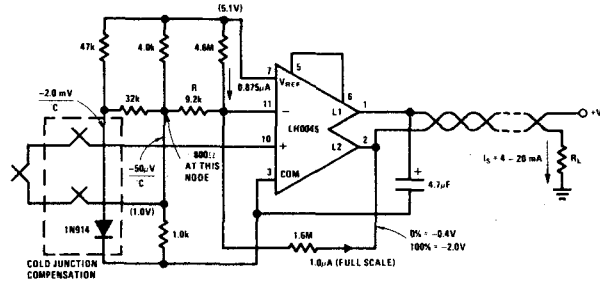 (5.1V)
47k
4.0k
4.6M
7
VREF
5
0.875µA
6
-2.0 mV
C
32k
R
9.2k
11
−
L1
1
+V
LH0045
10
+
L2
2
800Ω
AT THIS
NODE
-50µV
C
3
COM
+
4.7µF
IS = 4 – 20 mA
RL
(1.0V)
1N914
1.0k
1.6M
1.0µA (FULL SCALE)
0% = -0.4V
100% = -2.0V
COLD JUNCTION
COMPENSATION